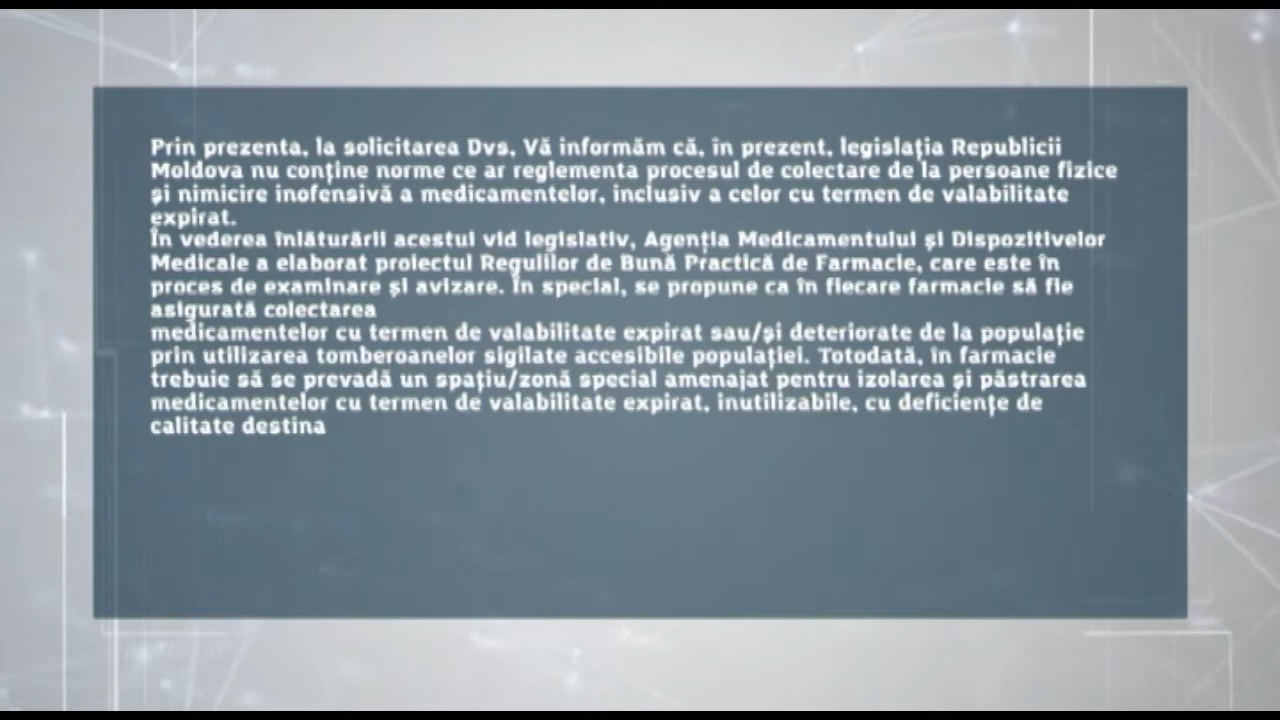 Prin prezenta, la solicitarea Dvs, Vă informăm că, în prezent, legislația Republicii
Moldova nu conține norme ce ar reglementa procesul de colectare de la persoane fizice
și nimicire inofensivă a medicamentelor, inclusiv a celor cu termen de valabilitate
expirat.
În vederea înlăturării acestui vid legislativ, Agenția Medicamentului și Dispozitivelor
Medicale a elaborat proiectul Regulilor de Bună Practică de Farmacie, care este în
proces de examinare și avizare. În special, se propune ca în fiecare farmacie să fie
asigurată colectarea
medicamentelor cu termen de valabilitate expirat sau/și deteriorate de la populație
prin utilizarea tomberoanelor sigilate accesibile populației. Totodată, în farmacie
trebuie să se prevadă un spațiu/zonă special amenajat pentru izolarea și păstrarea
medicamentelor cu termen de valabilitate expirat, inutilizabile, cu deficiențe de
calitate destina